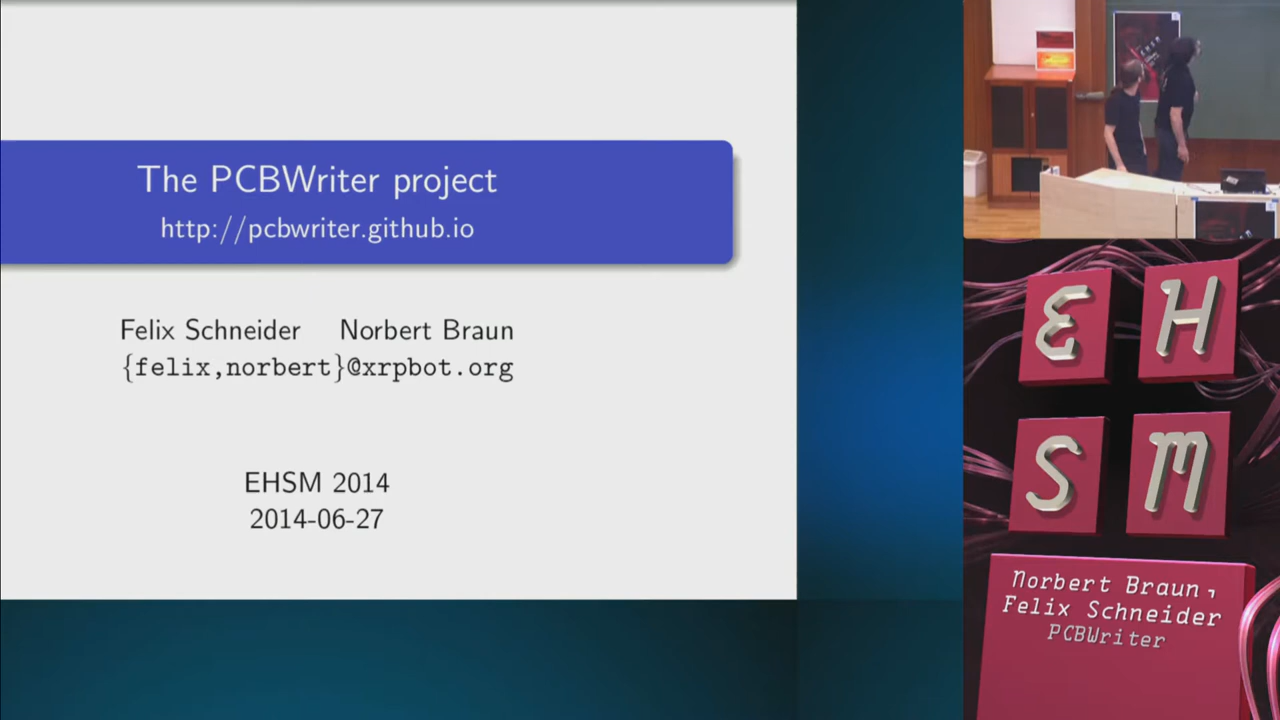 The PCBWriter project
http://pcbwriter.github.io
Felix Schneider Norbert Braun
{felix,norbert}@xrpbot.org
EHSM 2014
2014-06-27
E H
S M
Norbert Braun,
Felix Schneider
PCBWriter